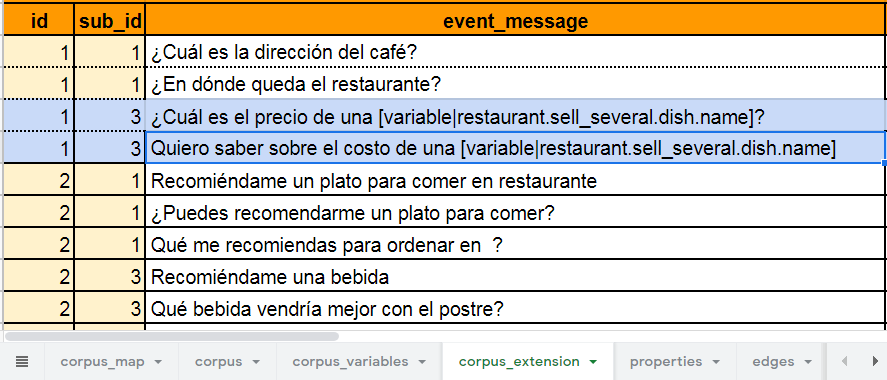 id sub_id event_message
1 1 ¿Cuál es la dirección del café?
1 1 ¿En dónde queda el restaurante?
1 3 ¿Cuál es el precio de una [variable|restaurant.sell_several.dish.name]?
1 3 Quiero saber sobre el costo de una [variable|restaurant.sell_several.dish.name]
2 1 Recomiéndame un plato para comer en restaurante
2 1 ¿Puedes recomendarme un plato para comer?
2 1 Qué me recomiendas para ordenar en  ?
2 3 Recomiéndame una bebida
2 3 Qué bebida vendría mejor con el postre?
corpus_map corpus corpus_variables corpus_extension properties edges